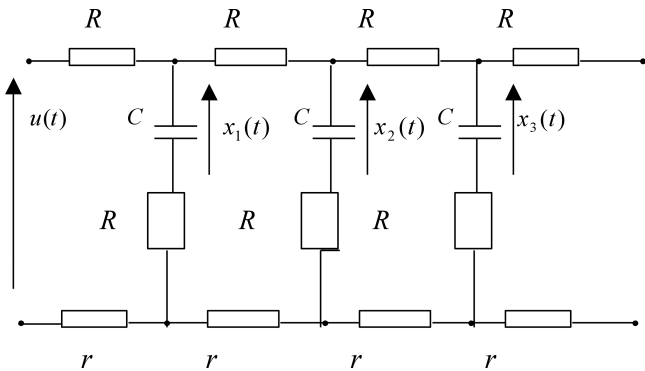 R R R R
u(t) C x₁(t) C x₂(t) C x₃(t)
R R R
r r r r